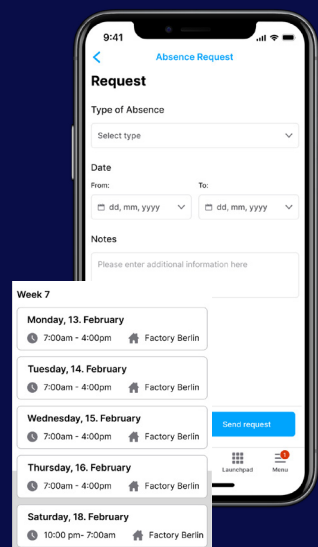 9:41
Absence Request
Request
Type of Absence
Select type
Date
From: To:
dd, mm, yyyy dd, mm, yyyy
Notes
Please enter additional information here
Week 7
Monday, 13. February
7:00am - 4:00pm Factory Berlin
Tuesday, 14. February
7:00am - 4:00pm Factory Berlin
Wednesday, 15. February
7:00am - 4:00pm Factory Berlin
Thursday, 16. February
7:00am - 4:00pm Factory Berlin
Saturday, 18. February
10:00 pm- 7:00am Factory Berlin
Send request
1
Launchpad Menu